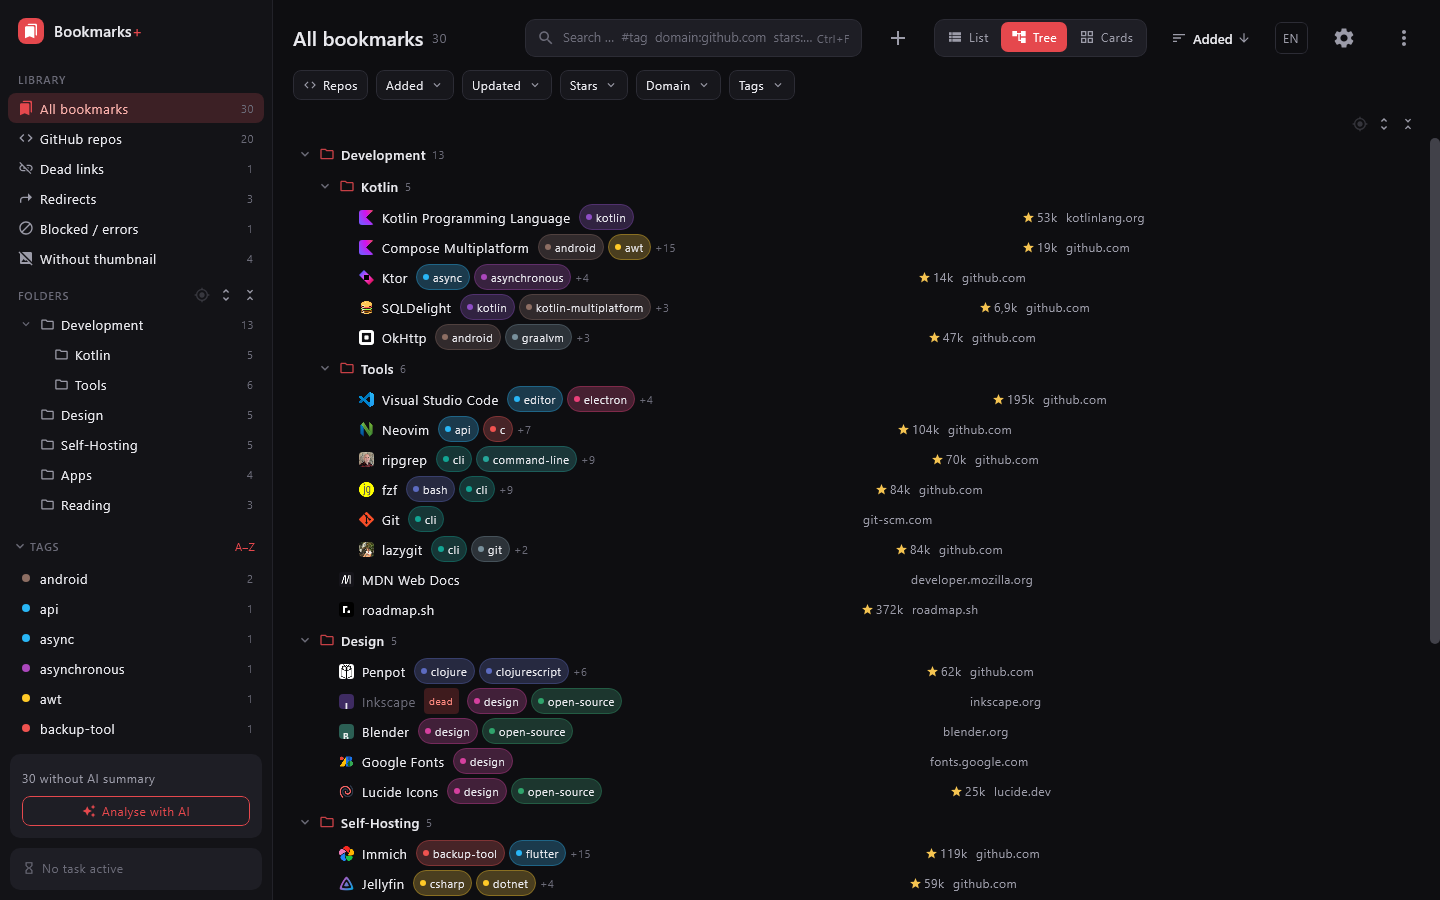 Bookmarks+
LIBRARY
All bookmarks 30
GitHub repos 20
Dead links 1
Redirects 3
Blocked / errors 1
Without thumbnail 4
FOLDERS
Development 13
Kotlin 5
Tools 6
Design 5
Self-Hosting 5
Apps 4
Reading 3
TAGS A–Z
android 2
api 1
async 1
asynchronous 1
awt 1
backup-tool 1
30 without AI summary
Analyse with AI
No task active
All bookmarks 30
Search ... #tag domain:github.com stars:... Ctrl+F
List Tree Cards
Added
EN
Repos Added Updated Stars Domain Tags
Development 13
Kotlin 5
Kotlin Programming Language kotlin 53k kotlinlang.org
Compose Multiplatform android awt +15 19k github.com
Ktor async asynchronous +4 14k github.com
SQLDelight kotlin kotlin-multiplatform +3 6,9k github.com
OkHttp android graalvm +3 47k github.com
Tools 6
Visual Studio Code editor electron +4 195k github.com
Neovim api c +7 104k github.com
ripgrep cli command-line +9 70k github.com
fzf bash cli +9 84k github.com
Git cli git-scm.com
lazygit cli git +2 84k github.com
MDN Web Docs developer.mozilla.org
roadmap.sh 372k roadmap.sh
Design 5
Penpot clojure clojurescript +6 62k github.com
Inkscape dead design open-source inkscape.org
Blender design open-source blender.org
Google Fonts design fonts.google.com
Lucide Icons design open-source 25k lucide.dev
Self-Hosting 5
Immich backup-tool flutter +15 119k github.com
Jellyfin csharp dotnet +4 59k github.com